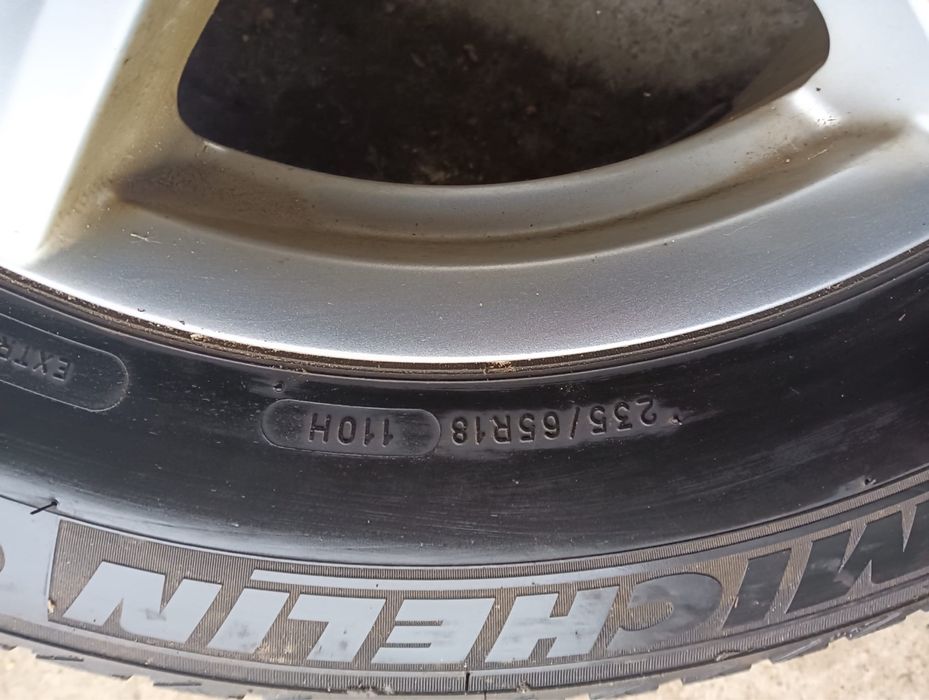 235/65R18 110H
EXTR
MICHELIN